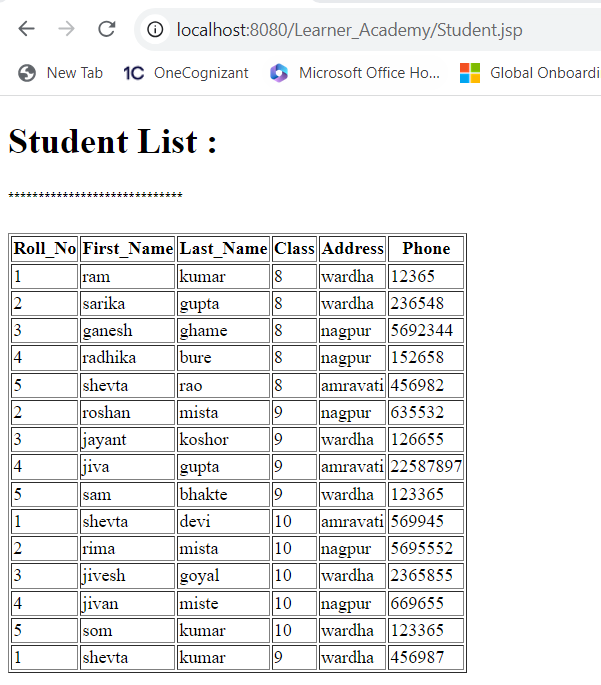 localhost:8080/Learner_Academy/Student.jsp
New Tab 1C OneCognizant Microsoft Office Ho... Global Onboardi
Student List :
*****************************
Roll_No First_Name Last_Name Class Address Phone
1 ram kumar 8 wardha 12365
2 sarika gupta 8 wardha 236548
3 ganesh ghame 8 nagpur 5692344
4 radhika bure 8 nagpur 152658
5 shevta rao 8 amravati 456982
2 roshan mista 9 nagpur 635532
3 jayant koshor 9 wardha 126655
4 jiva gupta 9 amravati 22587897
5 sam bhakte 9 wardha 123365
1 shevta devi 10 amravati 569945
2 rima mista 10 nagpur 5695552
3 jivesh goyal 10 wardha 2365855
4 jivan miste 10 nagpur 669655
5 som kumar 10 wardha 123365
1 shevta kumar 9 wardha 456987